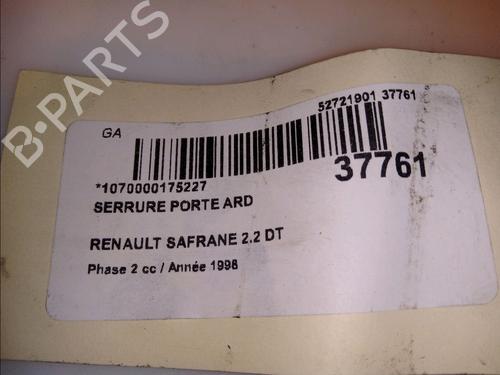 B-PARTS
GA
52721901 37761
37761
*1070000175227
SERRURE PORTE ARD
RENAULT SAFRANE 2.2 DT
Phase 2 cc / Année 1998